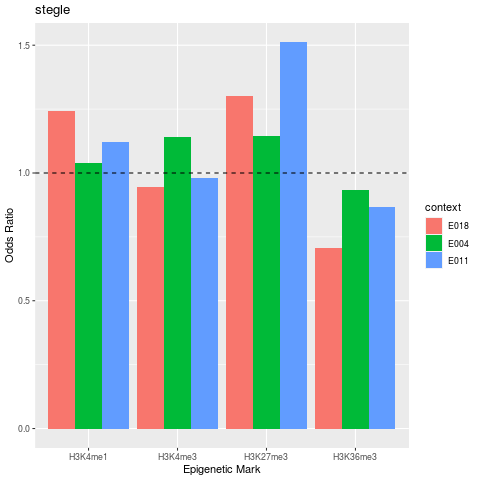 stegle
Odds Ratio
1.5
1.0
0.5
0.0
H3K4me1 H3K4me3 H3K27me3 H3K36me3
Epigenetic Mark
context
E018
E004
E011